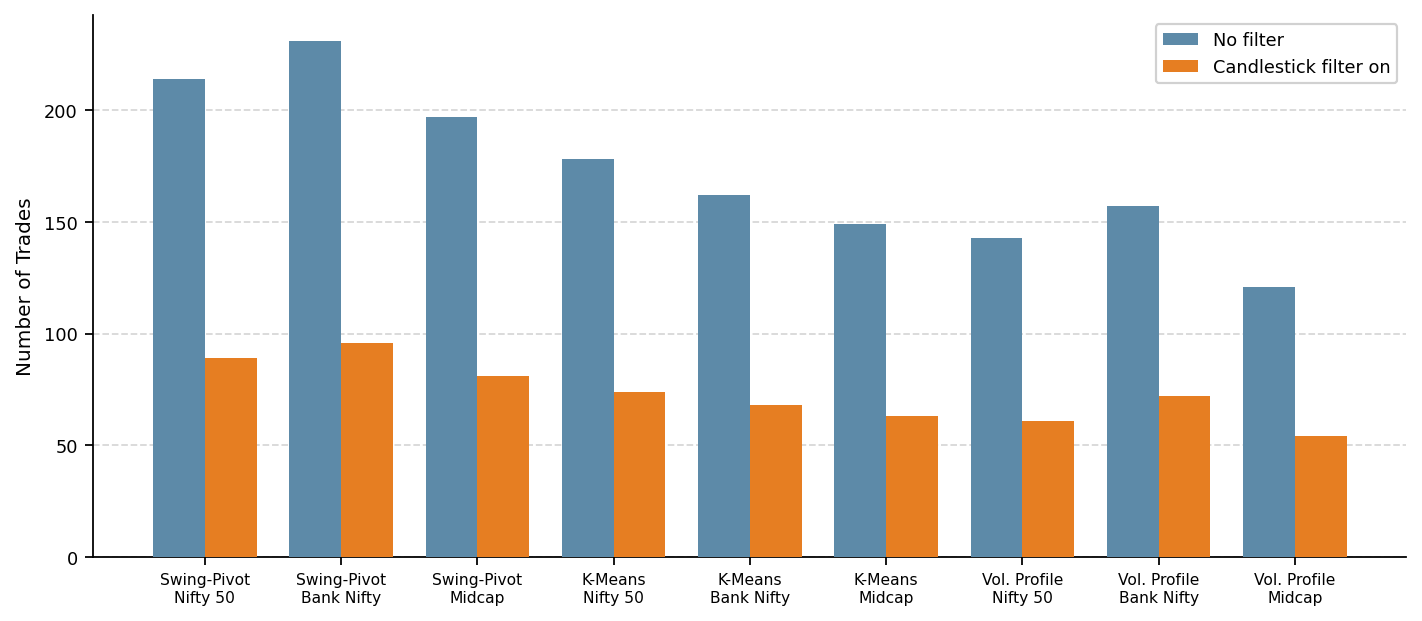 No filter
Candlestick filter on
Number of Trades
200
150
100
50
0
Swing-Pivot
Nifty 50
Swing-Pivot
Bank Nifty
Swing-Pivot
Midcap
K-Means
Nifty 50
K-Means
Bank Nifty
K-Means
Midcap
Vol. Profile
Nifty 50
Vol. Profile
Bank Nifty
Vol. Profile
Midcap